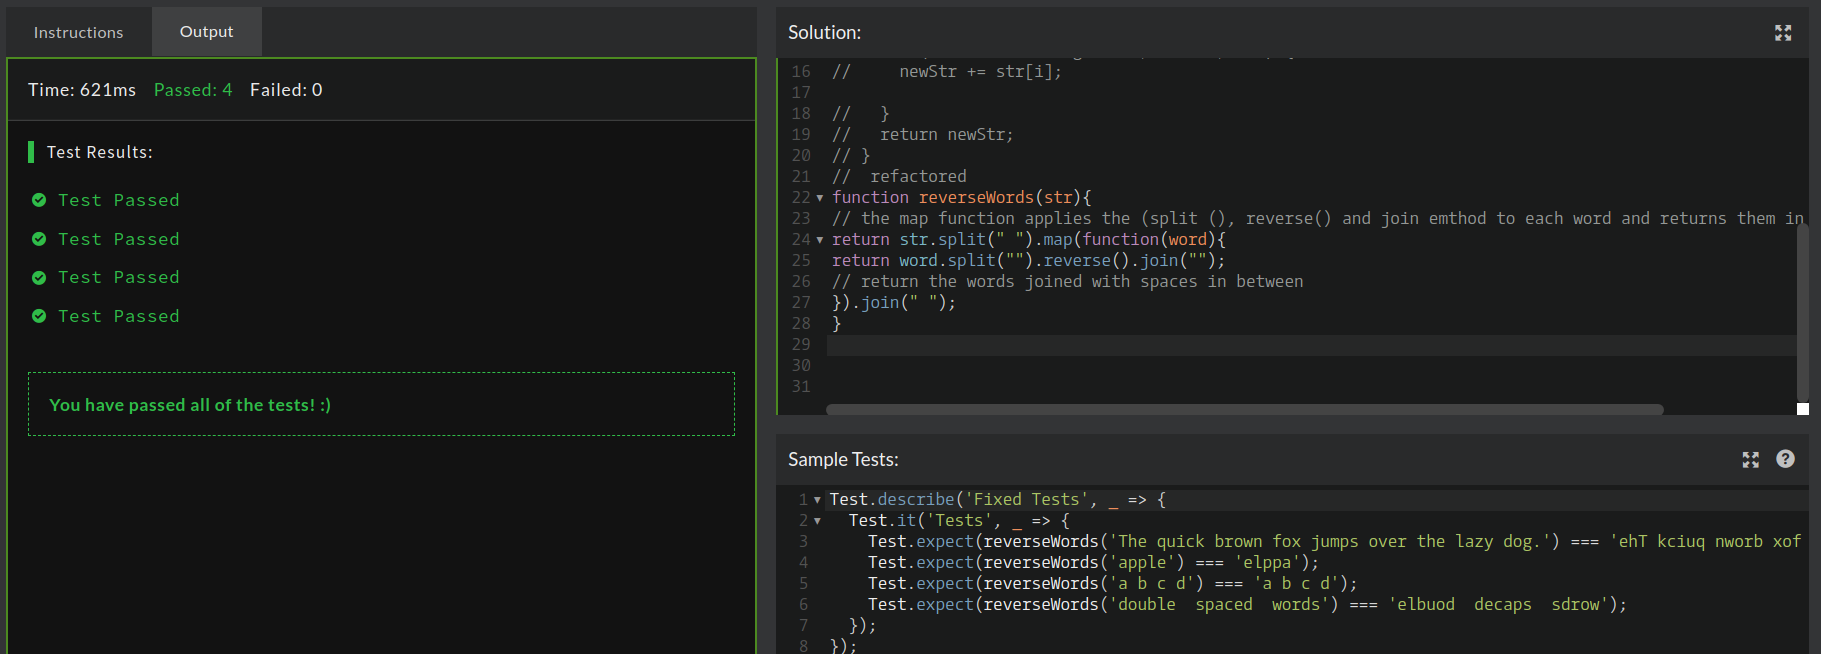 Instructions
Output
Time: 621ms Passed: 4 Failed: 0
Test Results:
Test Passed
Test Passed
Test Passed
Test Passed
You have passed all of the tests! :)
Solution:
16 //     newStr += str[i];
17
18 //   }
19 //   return newStr;
20 // }
21 //  refactored
22 function reverseWords(str){
23 // the map function applies the (split (), reverse() and join emthod to each word and returns them in
24 return str.split(" ").map(function(word){
25 return word.split("").reverse().join("");
26 // return the words joined with spaces in between
27 }).join(" ");
28 }
29
30
31
Sample Tests:
1 Test.describe('Fixed Tests', _ => {
2   Test.it('Tests', _ => {
3     Test.expect(reverseWords('The quick brown fox jumps over the lazy dog.') === 'ehT kciuq nworb xof
4     Test.expect(reverseWords('apple') === 'elppa');
5     Test.expect(reverseWords('a b c d') === 'a b c d');
6     Test.expect(reverseWords('double  spaced  words') === 'elbuod  decaps  sdrow');
7   });
8 });